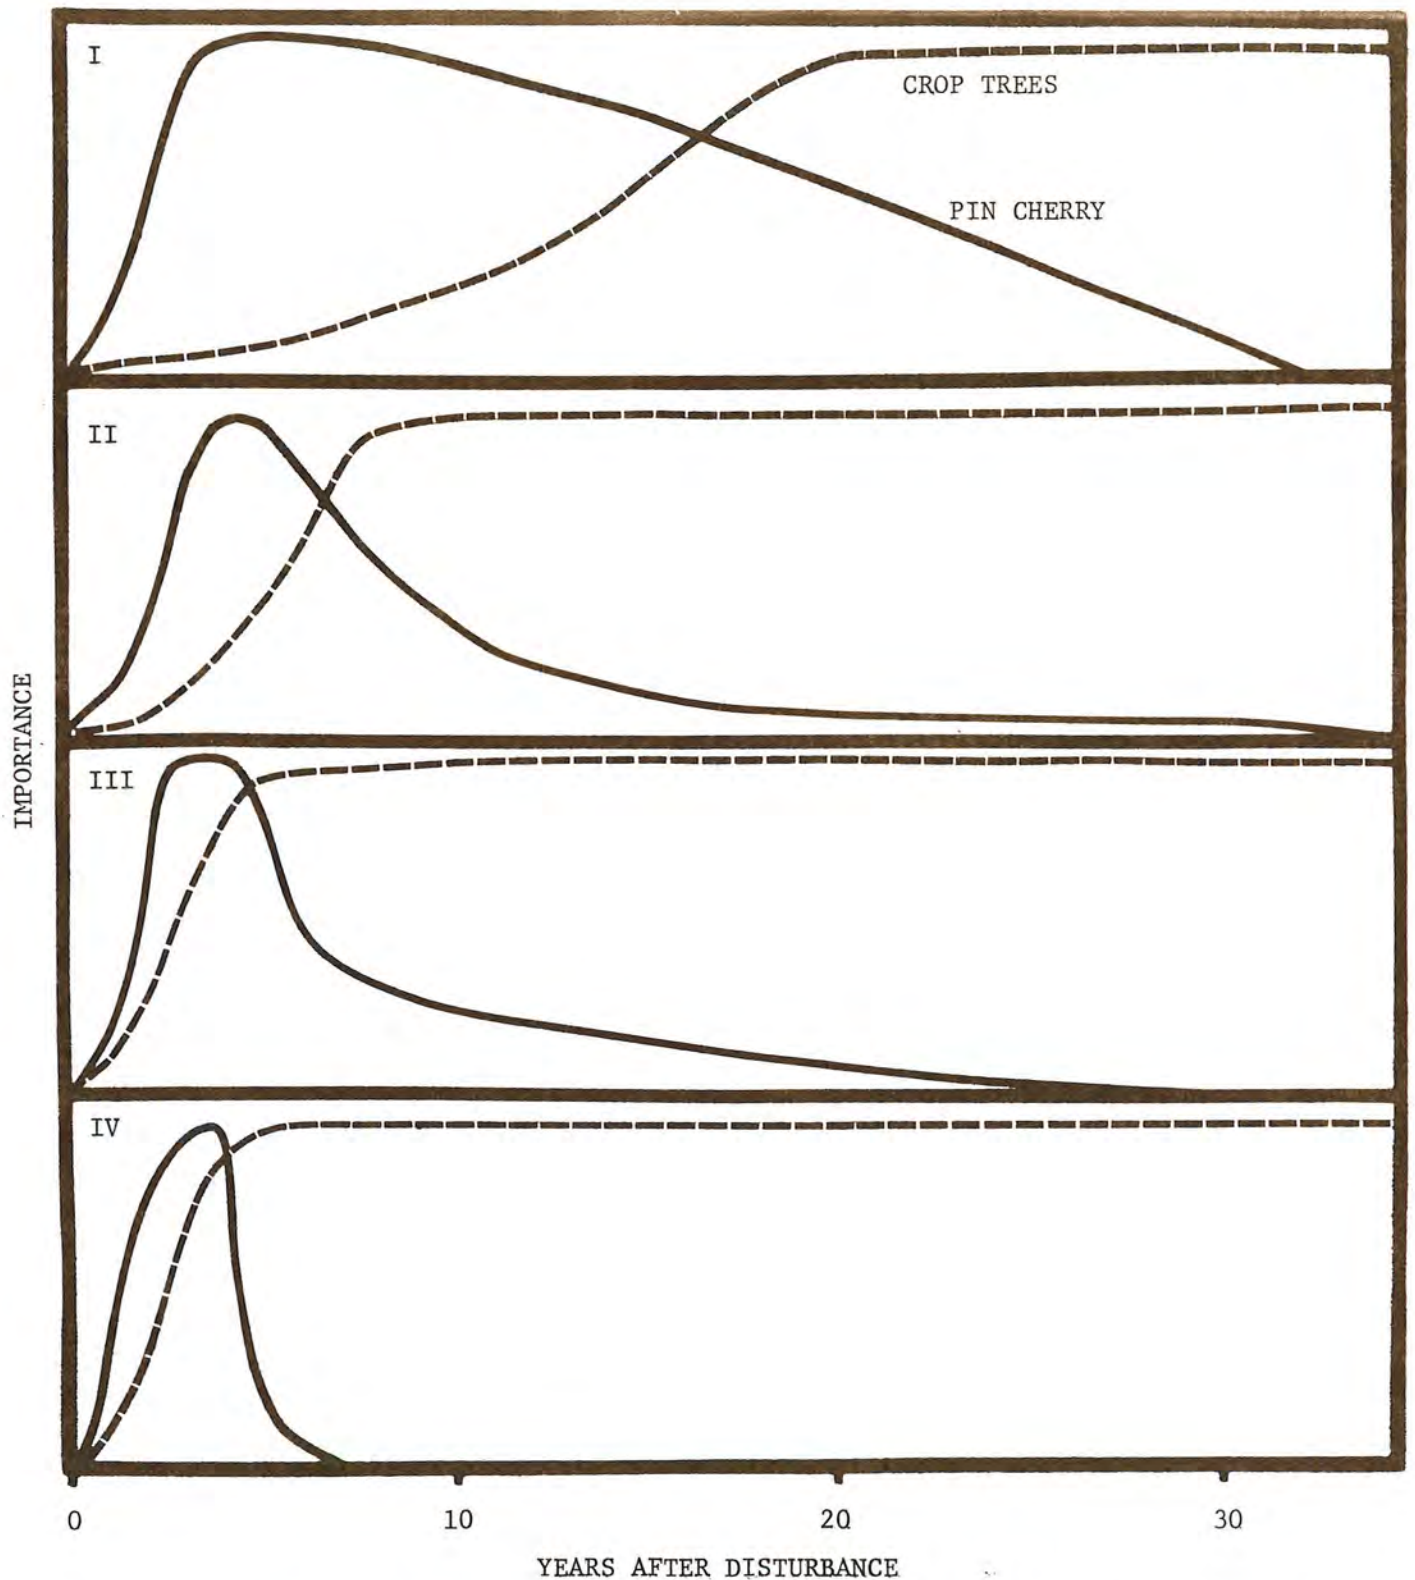 I
CROP TREES
PIN CHERRY
II
III
IV
IMPORTANCE
0 10 20 30
YEARS AFTER DISTURBANCE